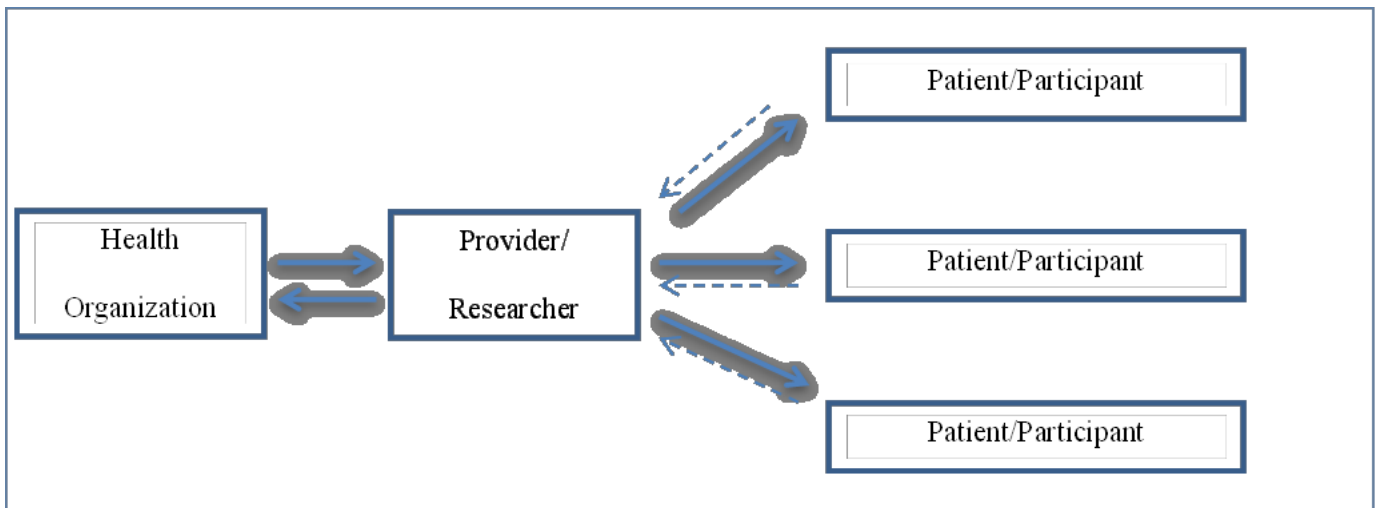 Health
Organization
Provider/
Researcher
Patient/Participant
Patient/Participant
Patient/Participant